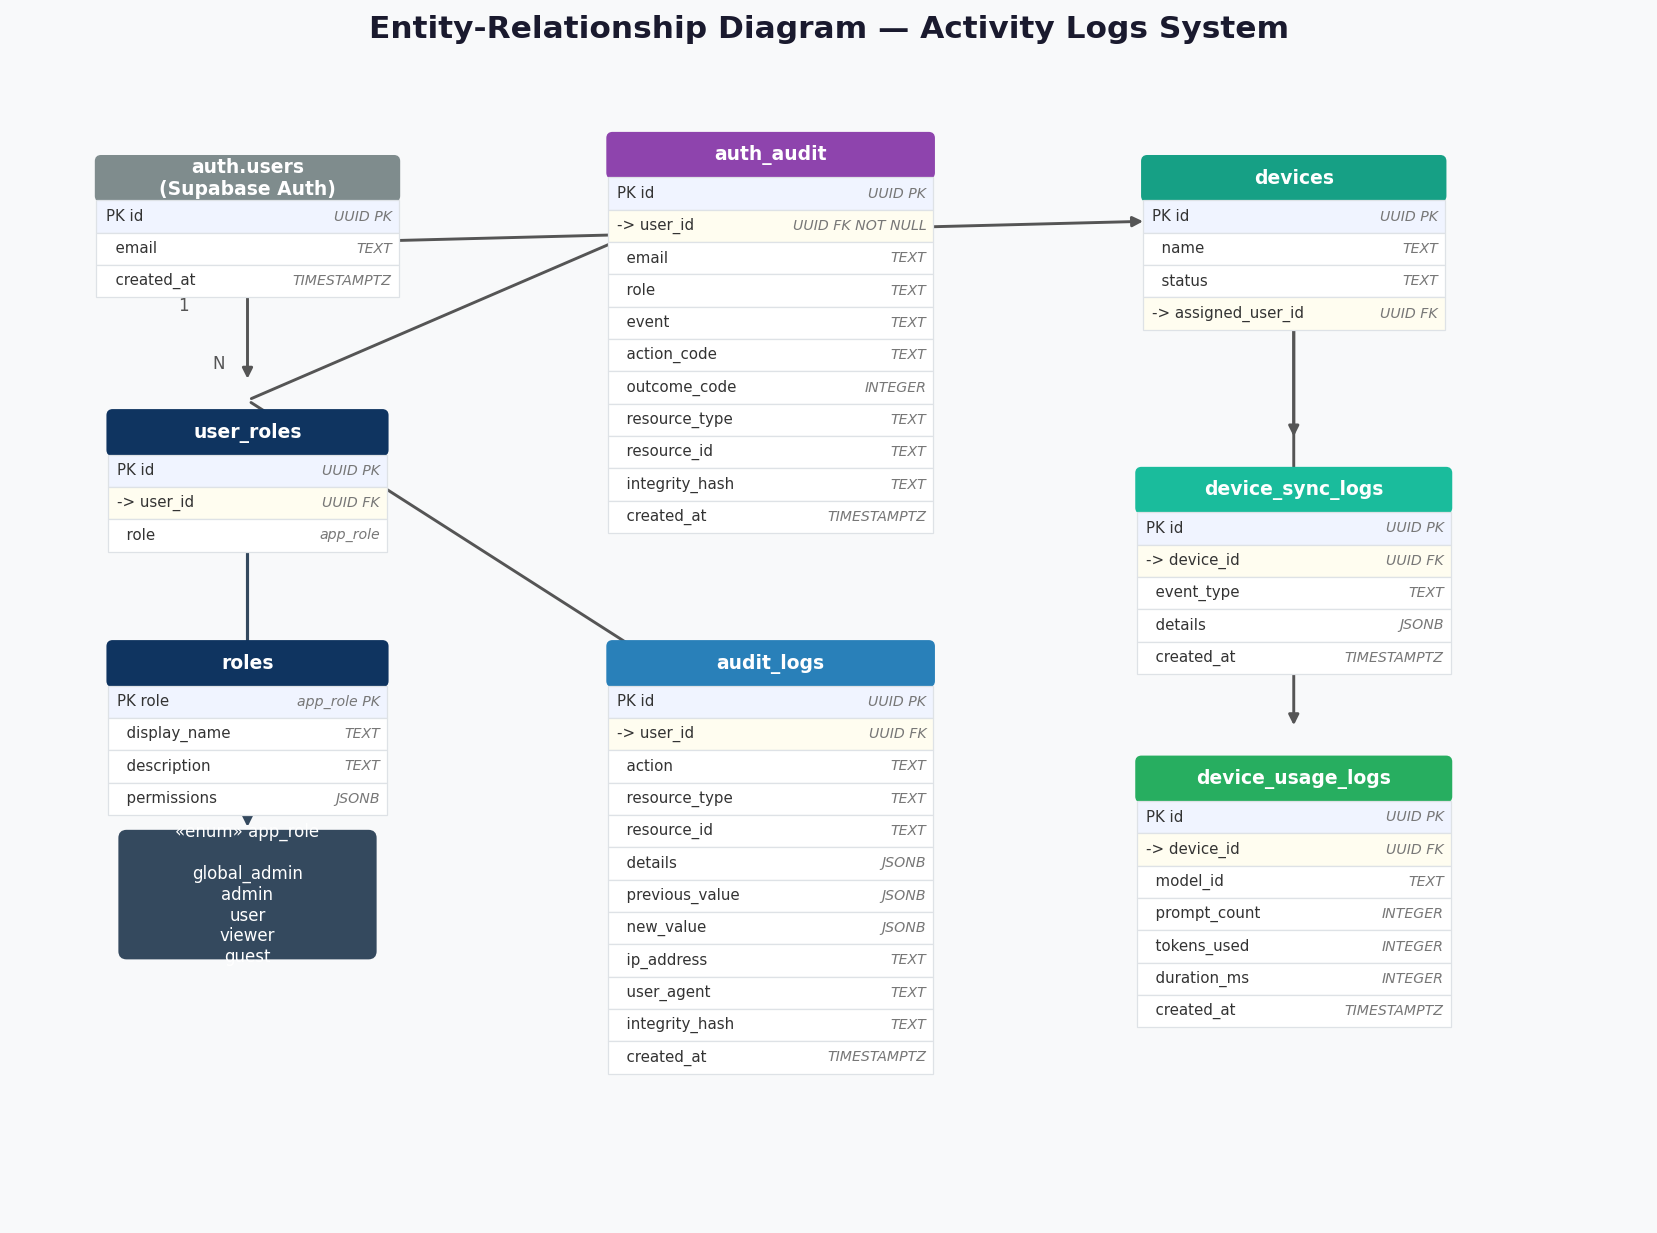 Entity-Relationship Diagram — Activity Logs System
auth.users
(Supabase Auth)
PK id UUID PK
email TEXT
created_at TIMESTAMPTZ
1
N
user_roles
PK id UUID PK
-> user_id UUID FK
role app_role
roles
PK role app_role PK
display_name TEXT
description TEXT
permissions JSONB
«enum» app_role
global_admin
admin
user
viewer
guest
auth_audit
PK id UUID PK
-> user_id UUID FK NOT NULL
email TEXT
role TEXT
event TEXT
action_code TEXT
outcome_code INTEGER
resource_type TEXT
resource_id TEXT
integrity_hash TEXT
created_at TIMESTAMPTZ
audit_logs
PK id UUID PK
-> user_id UUID FK
action TEXT
resource_type TEXT
resource_id TEXT
details JSONB
previous_value JSONB
new_value JSONB
ip_address TEXT
user_agent TEXT
integrity_hash TEXT
created_at TIMESTAMPTZ
devices
PK id UUID PK
name TEXT
status TEXT
-> assigned_user_id UUID FK
device_sync_logs
PK id UUID PK
-> device_id UUID FK
event_type TEXT
details JSONB
created_at TIMESTAMPTZ
device_usage_logs
PK id UUID PK
-> device_id UUID FK
model_id TEXT
prompt_count INTEGER
tokens_used INTEGER
duration_ms INTEGER
created_at TIMESTAMPTZ